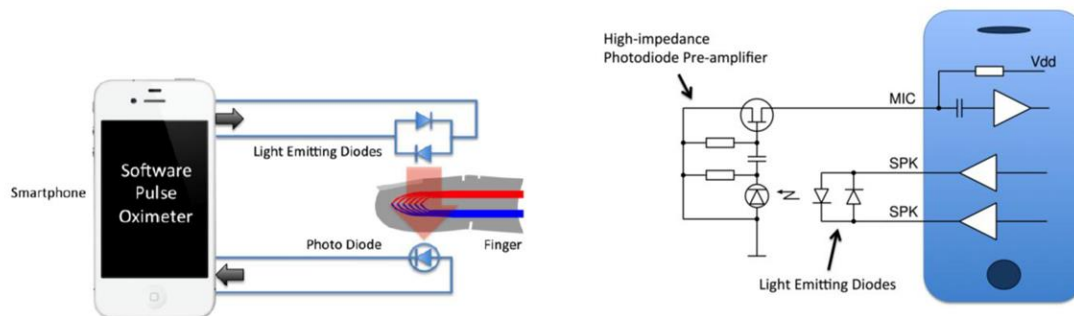 Smartphone
Software
Pulse
Oximeter
Light Emitting Diodes
Photo Diode
Finger
High-impedance
Photodiode Pre-amplifier
Vdd
MIC
SPK
SPK
Light Emitting Diodes